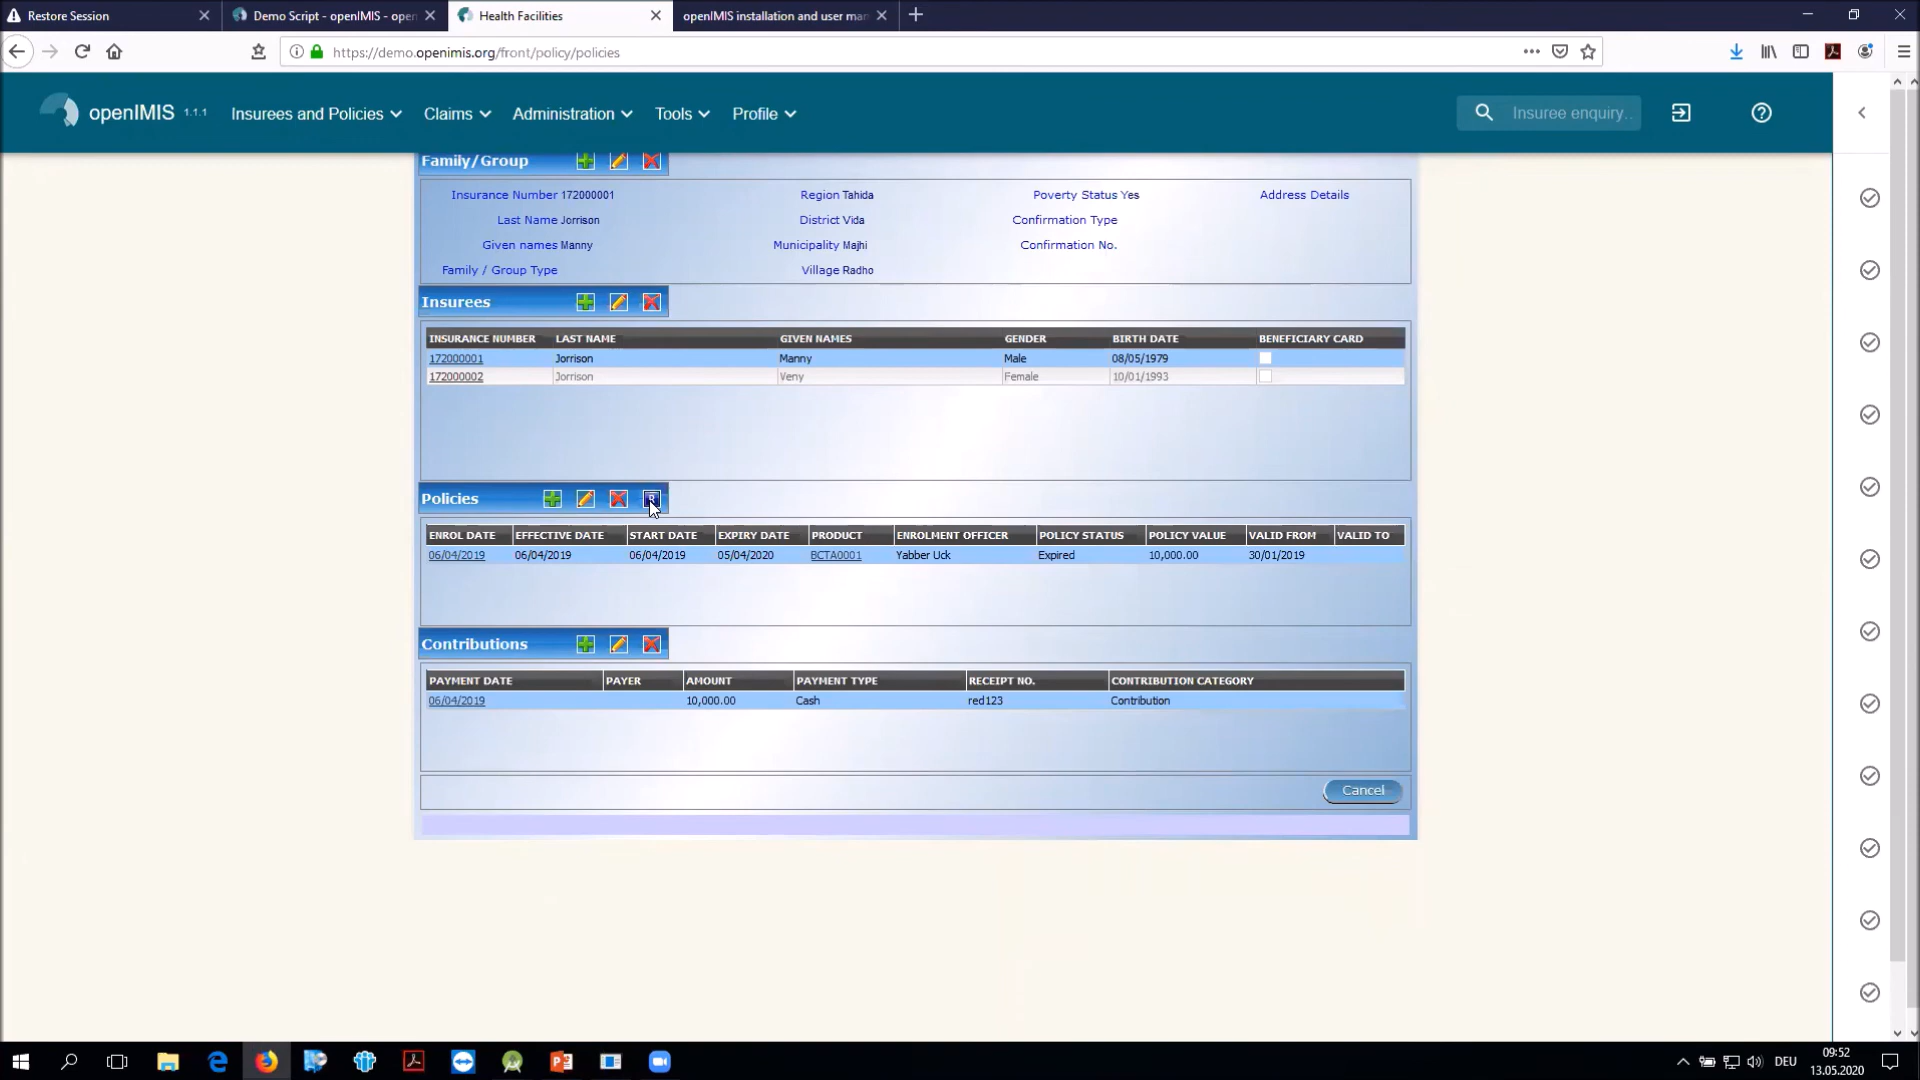 Restore Session
Demo Script - openIMIS - open
Health Facilities
openIMIS installation and user ma
https://demo.openimis.org/front/policy/policies
openIMIS 1.1.1
Insurees and Policies
Claims
Administration
Tools
Profile
Insuree enquiry..
Family/Group
Insurance Number 172000001 Region Tahida Poverty Status Yes Address Details
Last Name Jorrison District Vida Confirmation Type
Given names Manny Municipality Majhi Confirmation No.
Family / Group Type Village Radho
Insurees
INSURANCE NUMBER LAST NAME GIVEN NAMES GENDER BIRTH DATE BENEFICIARY CARD
172000001 Jorrison Manny Male 08/05/1979
172000002 Jorrison Veny Female 10/01/1993
Policies R
ENROL DATE EFFECTIVE DATE START DATE EXPIRY DATE PRODUCT ENROLMENT OFFICER POLICY STATUS POLICY VALUE VALID FROM VALID TO
06/04/2019 06/04/2019 06/04/2019 05/04/2020 BCTA0001 Yabber Uck Expired 10,000.00 30/01/2019
Contributions
PAYMENT DATE PAYER AMOUNT PAYMENT TYPE RECEIPT NO. CONTRIBUTION CATEGORY
06/04/2019 10,000.00 Cash red123 Contribution
Cancel
DEU
09:52
13.05.2020